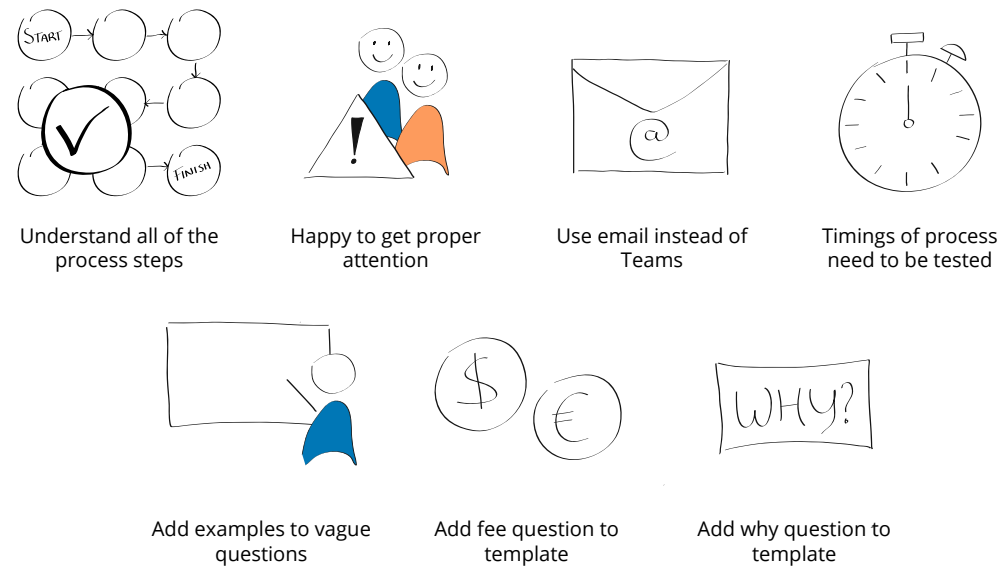 START
!
FINISH
Understand all of the
process steps
Happy to get proper
attention
@
Use email instead of
Teams
Timings of process
need to be tested
Add examples to vague
questions
$
€
Add fee question to
template
WHY?
Add why question to
template